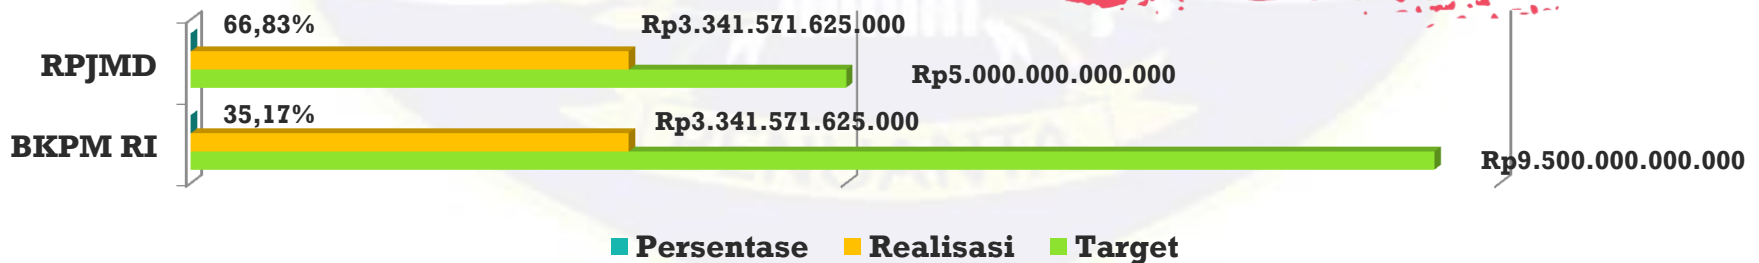 66,83%
Rp3.341.571.625.000
RPJMD
Rp5.000.000.000.000
35,17%
Rp3.341.571.625.000
BKPM RI
Rp9.500.000.000.000
Persentase Realisasi Target